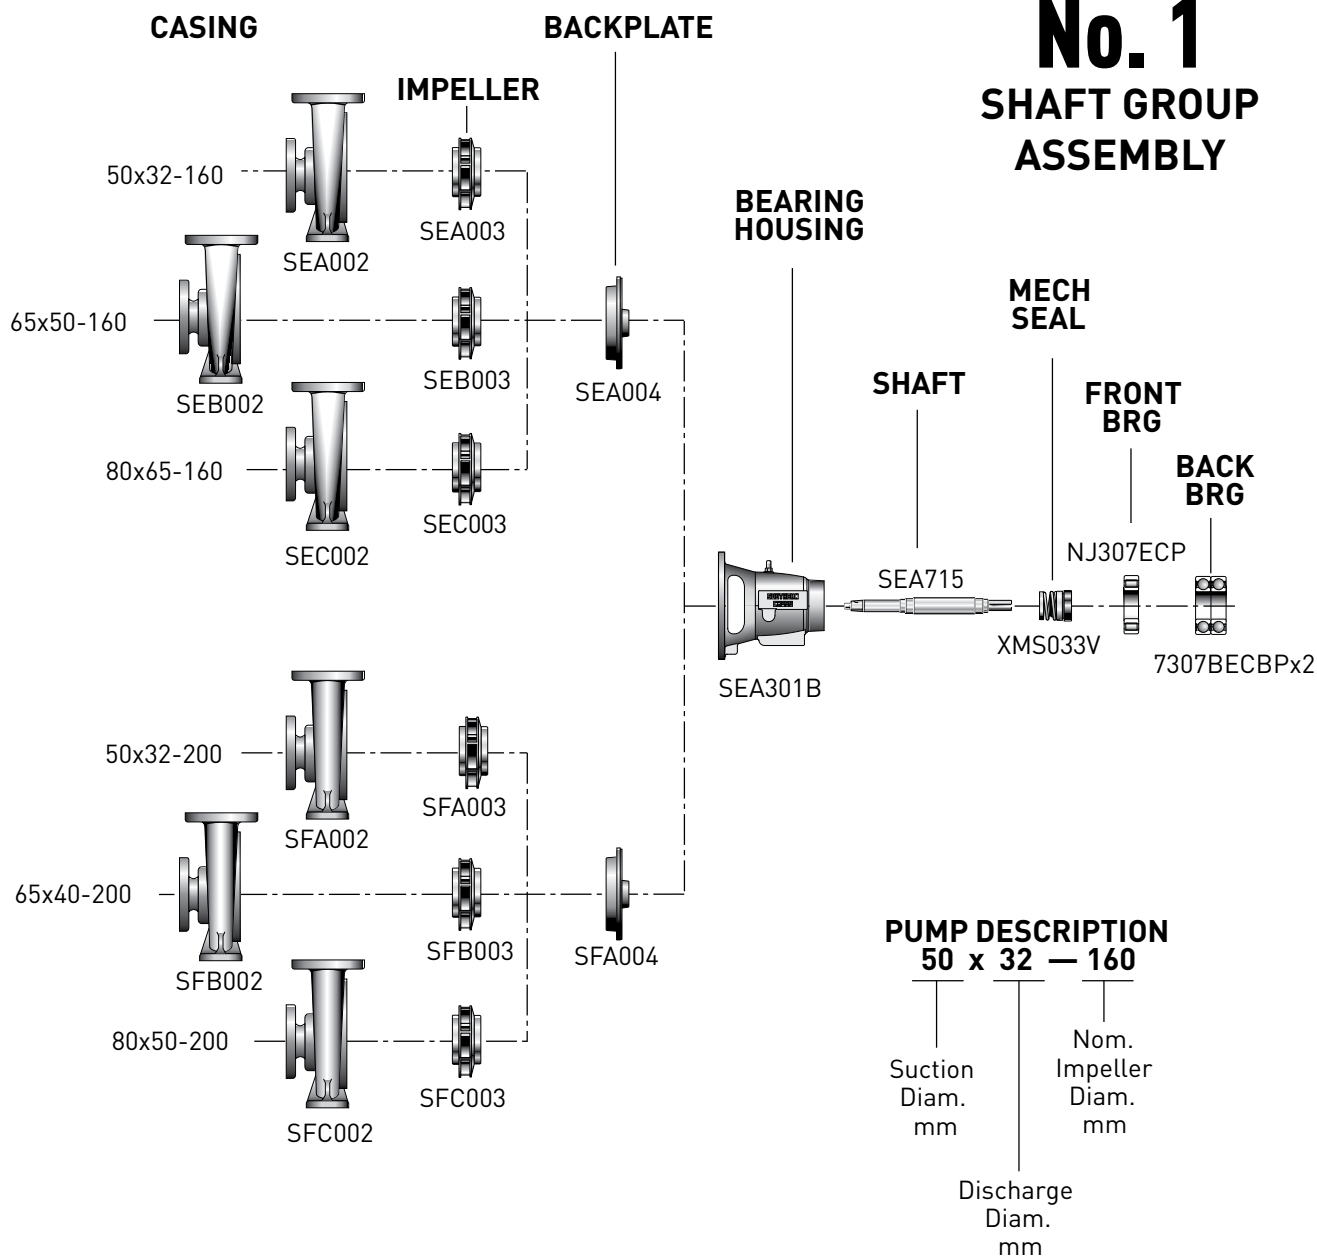 CASING
BACKPLATE
No. 1
SHAFT GROUP
ASSEMBLY
IMPELLER
50x32-160
SEA003
SEA002
BEARING
HOUSING
65x50-160
SEB003
SEB002
SEA004
MECH
SEAL
SHAFT
FRONT
BRG
80x65-160
SEC003
SEC002
BACK
BRG
NJ307ECP
SEA715
XMS033V
7307BECBPx2
SEA301B
50x32-200
SFA003
SFA002
65x40-200
SFB003
SFB002
SFA004
80x50-200
SFC003
SFC002
PUMP DESCRIPTION
50 x 32 — 160
Suction
Diam.
mm
Nom.
Impeller
Diam.
mm
Discharge
Diam.
mm